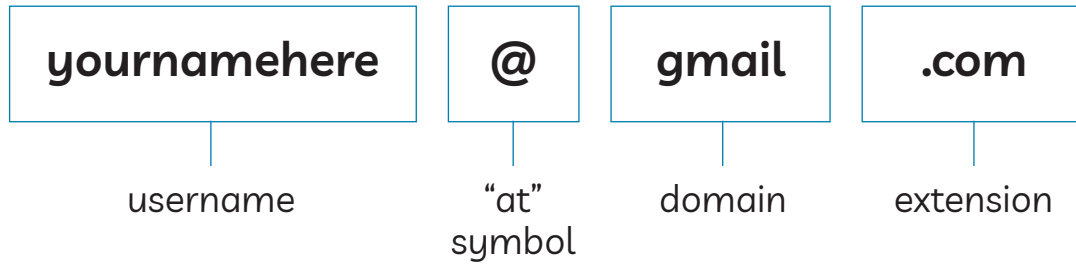 yournamehere @ gmail .com
username “at” symbol domain extension